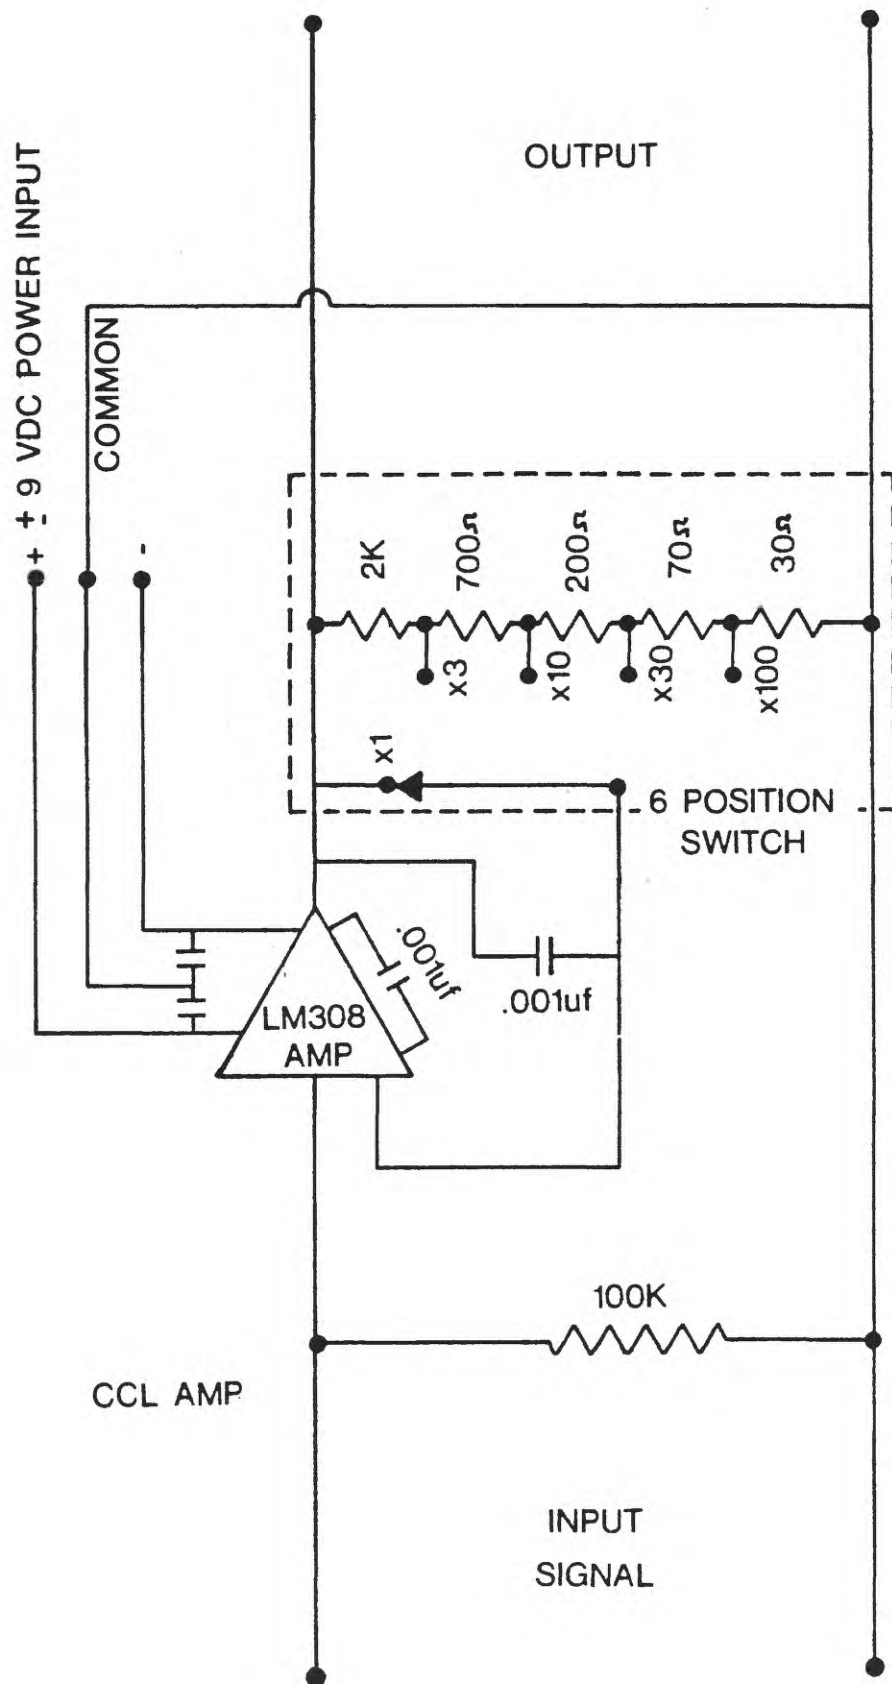 OUTPUT
+ ± 9 VDC POWER INPUT
COMMON
-
2K
700Ω
200Ω
70Ω
30Ω
x1
x3
x10
x30
x100
6 POSITION
SWITCH
LM308
AMP
.001uf
.001uf
100K
CCL AMP
INPUT
SIGNAL